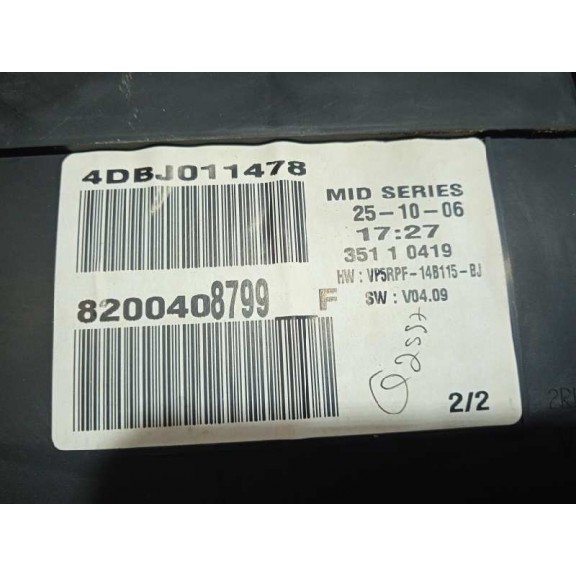 4DBJ011478
MID SERIES
25-10-06
17:27
351 1 0419
HW : VP5RPF-14B115-BJ
8200408799__F
SW : V04.09
2/2